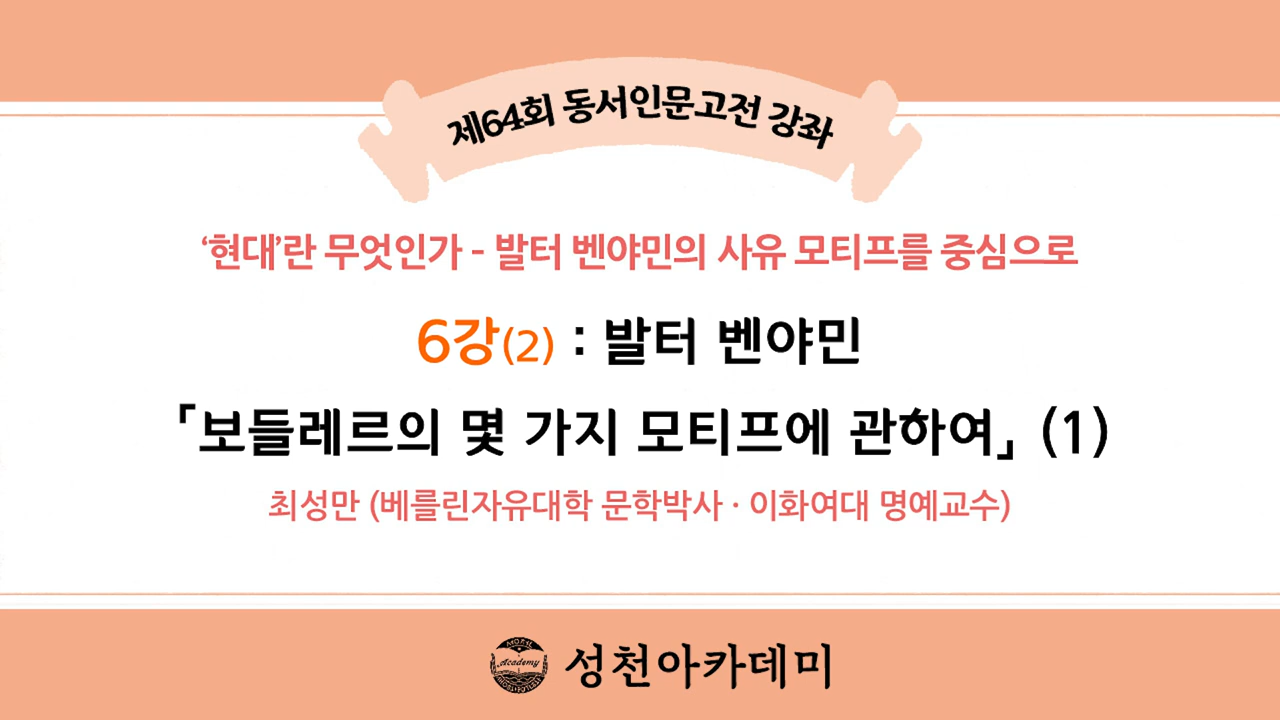 제64회 동서인문고전 강좌
‘현대’란 무엇인가 - 발터 벤야민의 사유 모티프를 중심으로
6강(2) : 발터 벤야민
「보들레르의 몇 가지 모티프에 관하여」 (1)
최성만 (베를린자유대학 문학박사 · 이화여대 명예교수)
Academy
성천아카데미